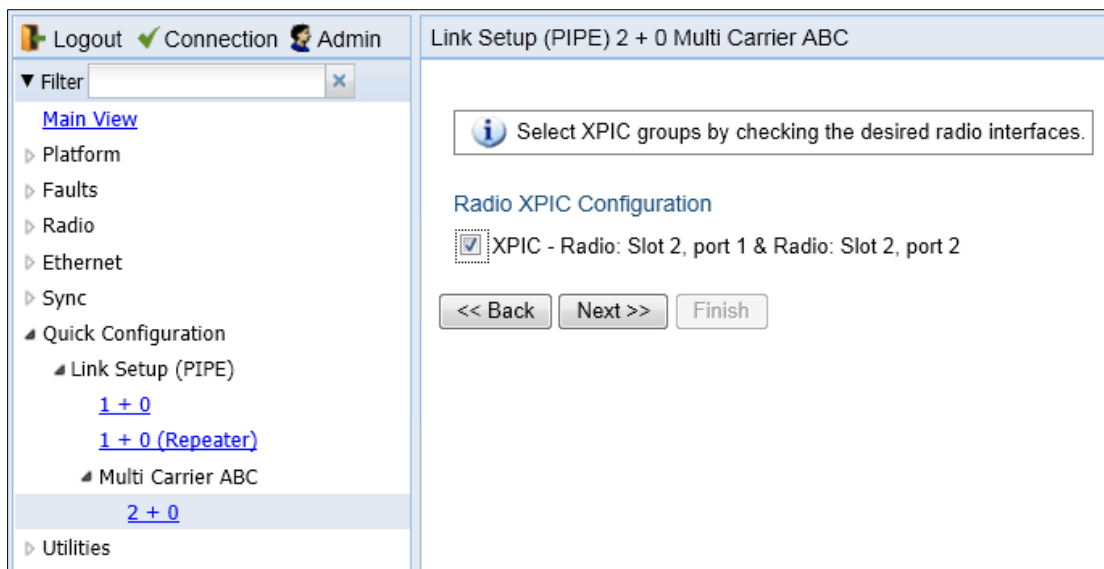 Logout Connection Admin
Filter
Main View
Platform
Faults
Radio
Ethernet
Sync
Quick Configuration
Link Setup (PIPE)
1 + 0
1 + 0 (Repeater)
Multi Carrier ABC
2 + 0
Utilities
Link Setup (PIPE) 2 + 0 Multi Carrier ABC
Select XPIC groups by checking the desired radio interfaces.
Radio XPIC Configuration
XPIC - Radio: Slot 2, port 1 & Radio: Slot 2, port 2
<< Back Next >> Finish